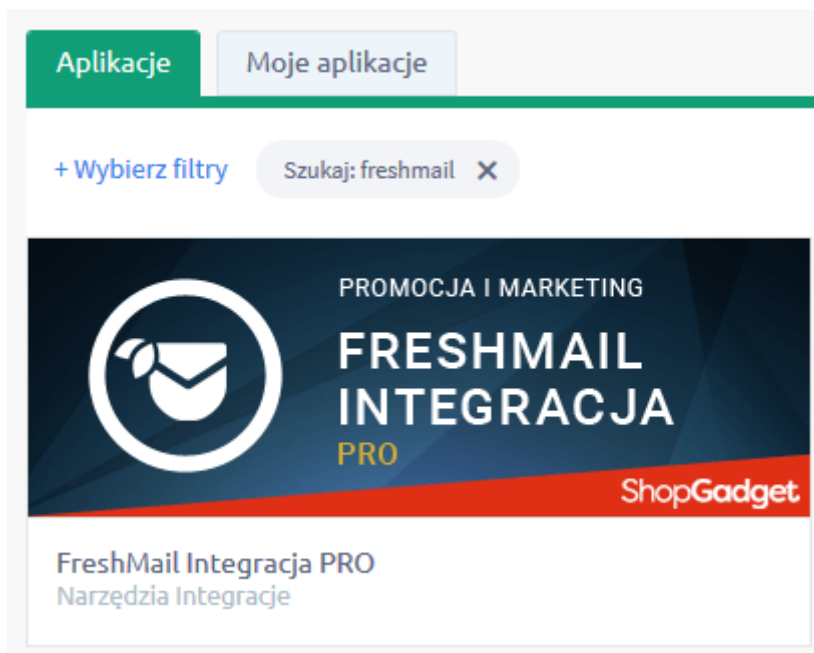 Aplikacje
Moje aplikacje
+ Wybierz filtry
Szukaj: freshmail ✕
PROMOCJA I MARKETING
FRESHMAIL
INTEGRACJA
PRO
ShopGadget
FreshMail Integracja PRO
Narzędzia Integracje